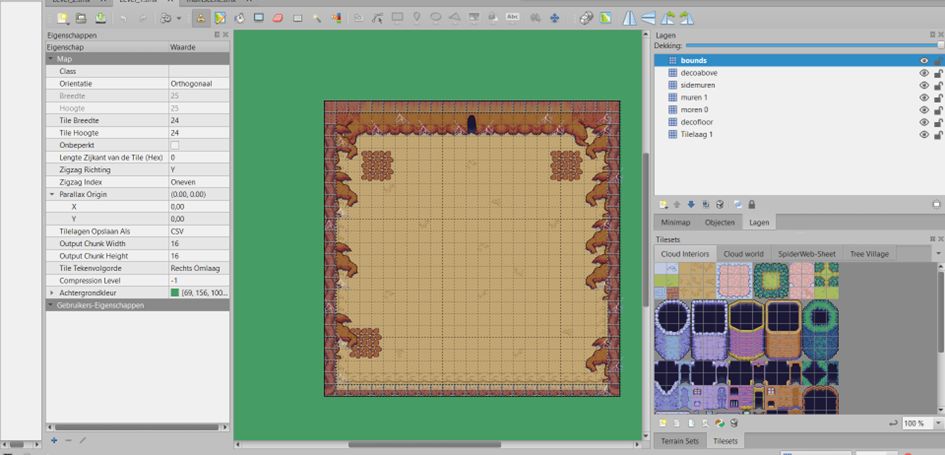 Eigenschappen
Eigenschap Waarde
Map
Class
Orientatie Orthogonaal
Breedte 25
Hoogte 25
Tile Breedte 24
Tile Hoogte 24
Onbeperkt
Lengte Zijkant van de Tile (Hex) 0
Zigzag Richting Y
Zigzag Index Oneven
Parallax Origin (0.00, 0.00)
X 0,00
Y 0,00
Tilelagen Opslaan Als CSV
Output Chunk Width 16
Output Chunk Height 16
Tile Tekenvolgorde Rechts Omlaag
Compression Level -1
Achtergrondkleur [69, 156, 100...
Gebruikers-Eigenschappen
Abc
Lagen
Dekking:
bounds
decoabove
sidemuren
muren 1
moren 0
decofloor
Tilelaag 1
Minimap Objecten Lagen
Tilesets
Cloud Interiors Cloud world SpiderWeb-Sheet Tree Village
100 %
Terrain Sets Tilesets